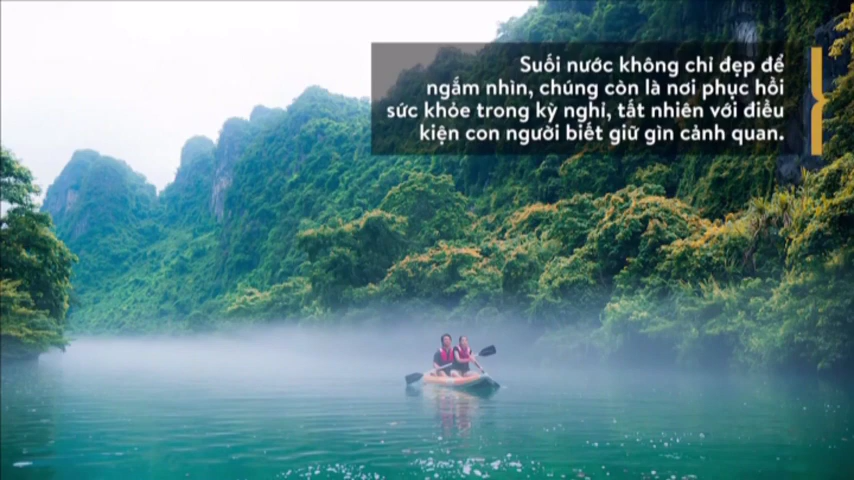 Suối nước không chỉ đẹp để
ngắm nhìn, chúng còn là nơi phục hồi
sức khỏe trong kỳ nghỉ, tất nhiên với điều
kiện con người biết giữ gìn cảnh quan.